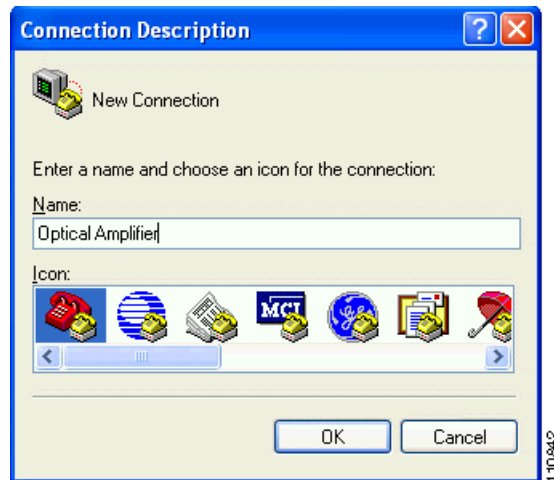 Connection Description
New Connection
Enter a name and choose an icon for the connection:
Name:
Optical Amplifier
Icon:
MCI
OK
Cancel
110842